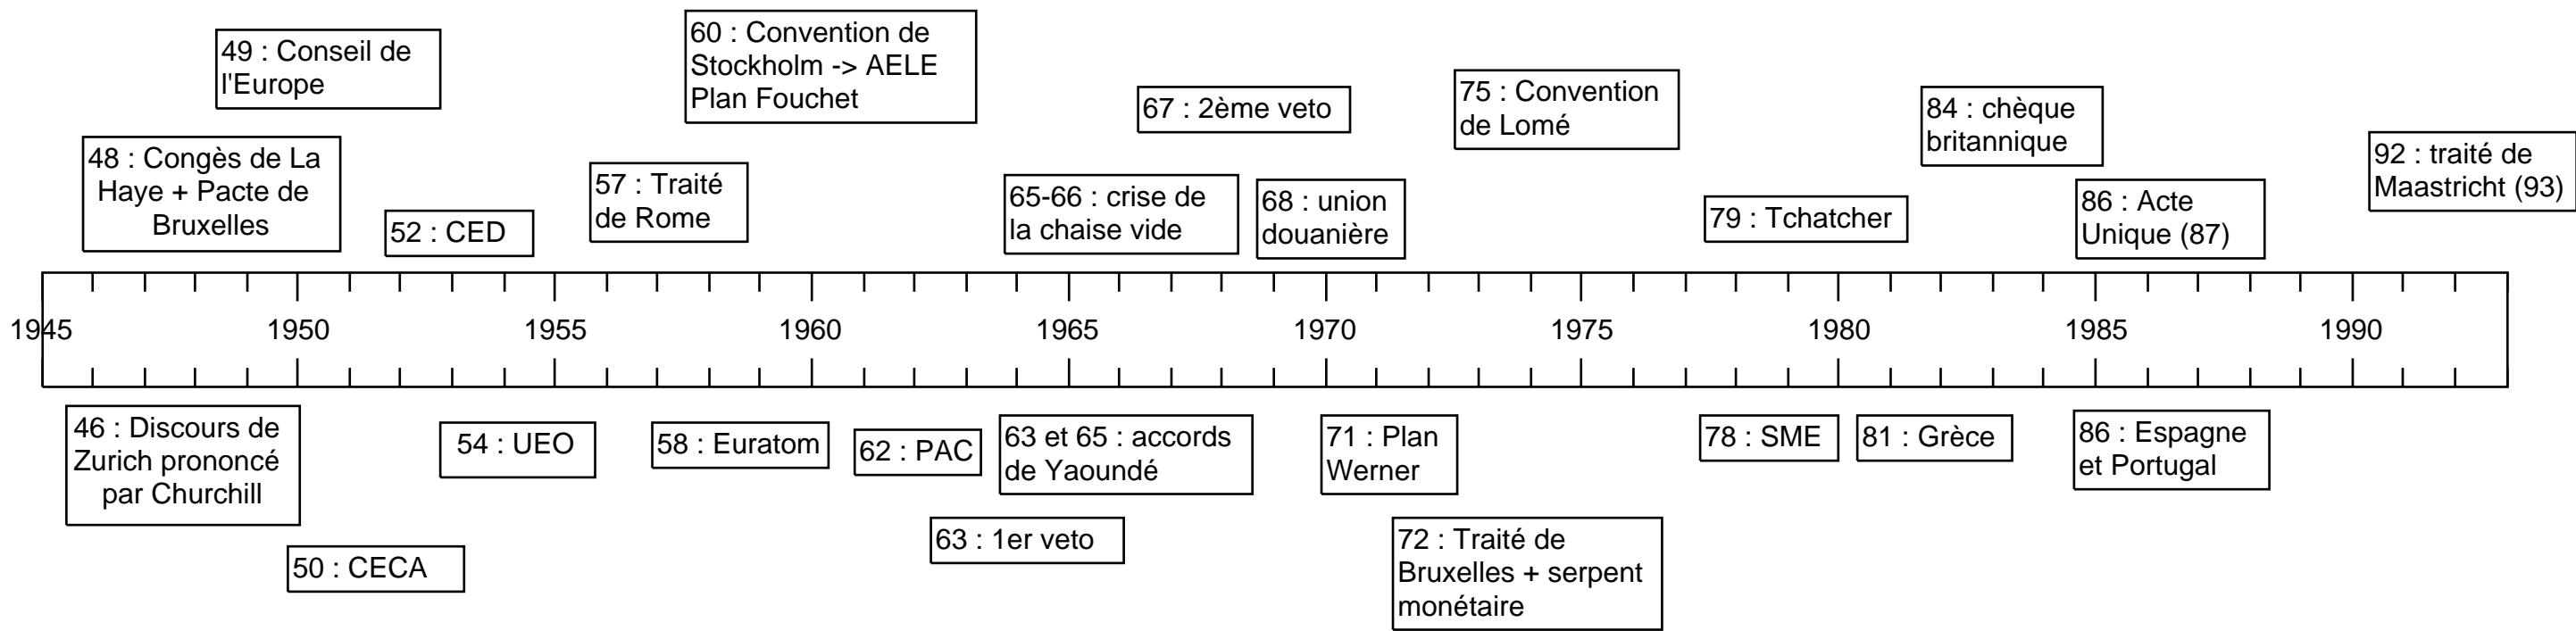 49 : Conseil de
l'Europe
60 : Convention de
Stockholm -> AELE
Plan Fouchet
67 : 2ème veto
75 : Convention
de Lomé
84 : chèque
britannique
92 : traité de
Maastricht (93)
48 : Congès de La
Haye + Pacte de
Bruxelles
52 : CED
57 : Traité
de Rome
65-66 : crise de
la chaise vide
68 : union
douanière
79 : Tchatcher
86 : Acte
Unique (87)
1945 1950 1955 1960 1965 1970 1975 1980 1985 1990
46 : Discours de
Zurich prononcé
par Churchill
50 : CECA
54 : UEO
58 : Euratom
62 : PAC
63 et 65 : accords
de Yaoundé
63 : 1er veto
71 : Plan
Werner
72 : Traité de
Bruxelles + serpent
monétaire
78 : SME
81 : Grèce
86 : Espagne
et Portugal